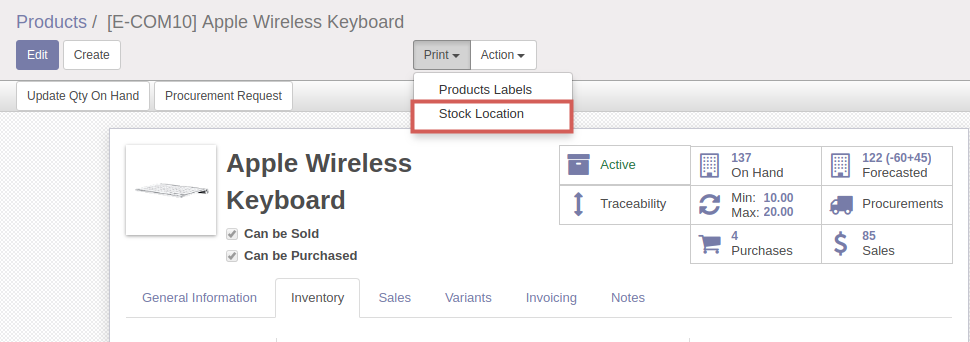 Products / [E-COM10] Apple Wireless Keyboard
Edit Create Print Action
Products Labels
Stock Location
Update Qty On Hand Procurement Request
Apple Wireless
Keyboard
Can be Sold
Can be Purchased
Active
137
On Hand
122 (-60+45)
Forecasted
Traceability
Min: 10.00
Max: 20.00
Procurements
4
Purchases
85
Sales
General Information Inventory Sales Variants Invoicing Notes